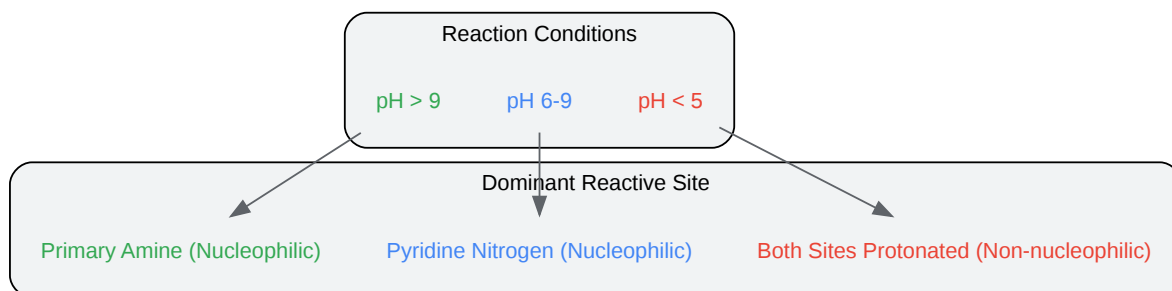 Reaction Conditions
pH > 9 pH 6-9 pH < 5
Dominant Reactive Site
Primary Amine (Nucleophilic) Pyridine Nitrogen (Nucleophilic) Both Sites Protonated (Non-nucleophilic)